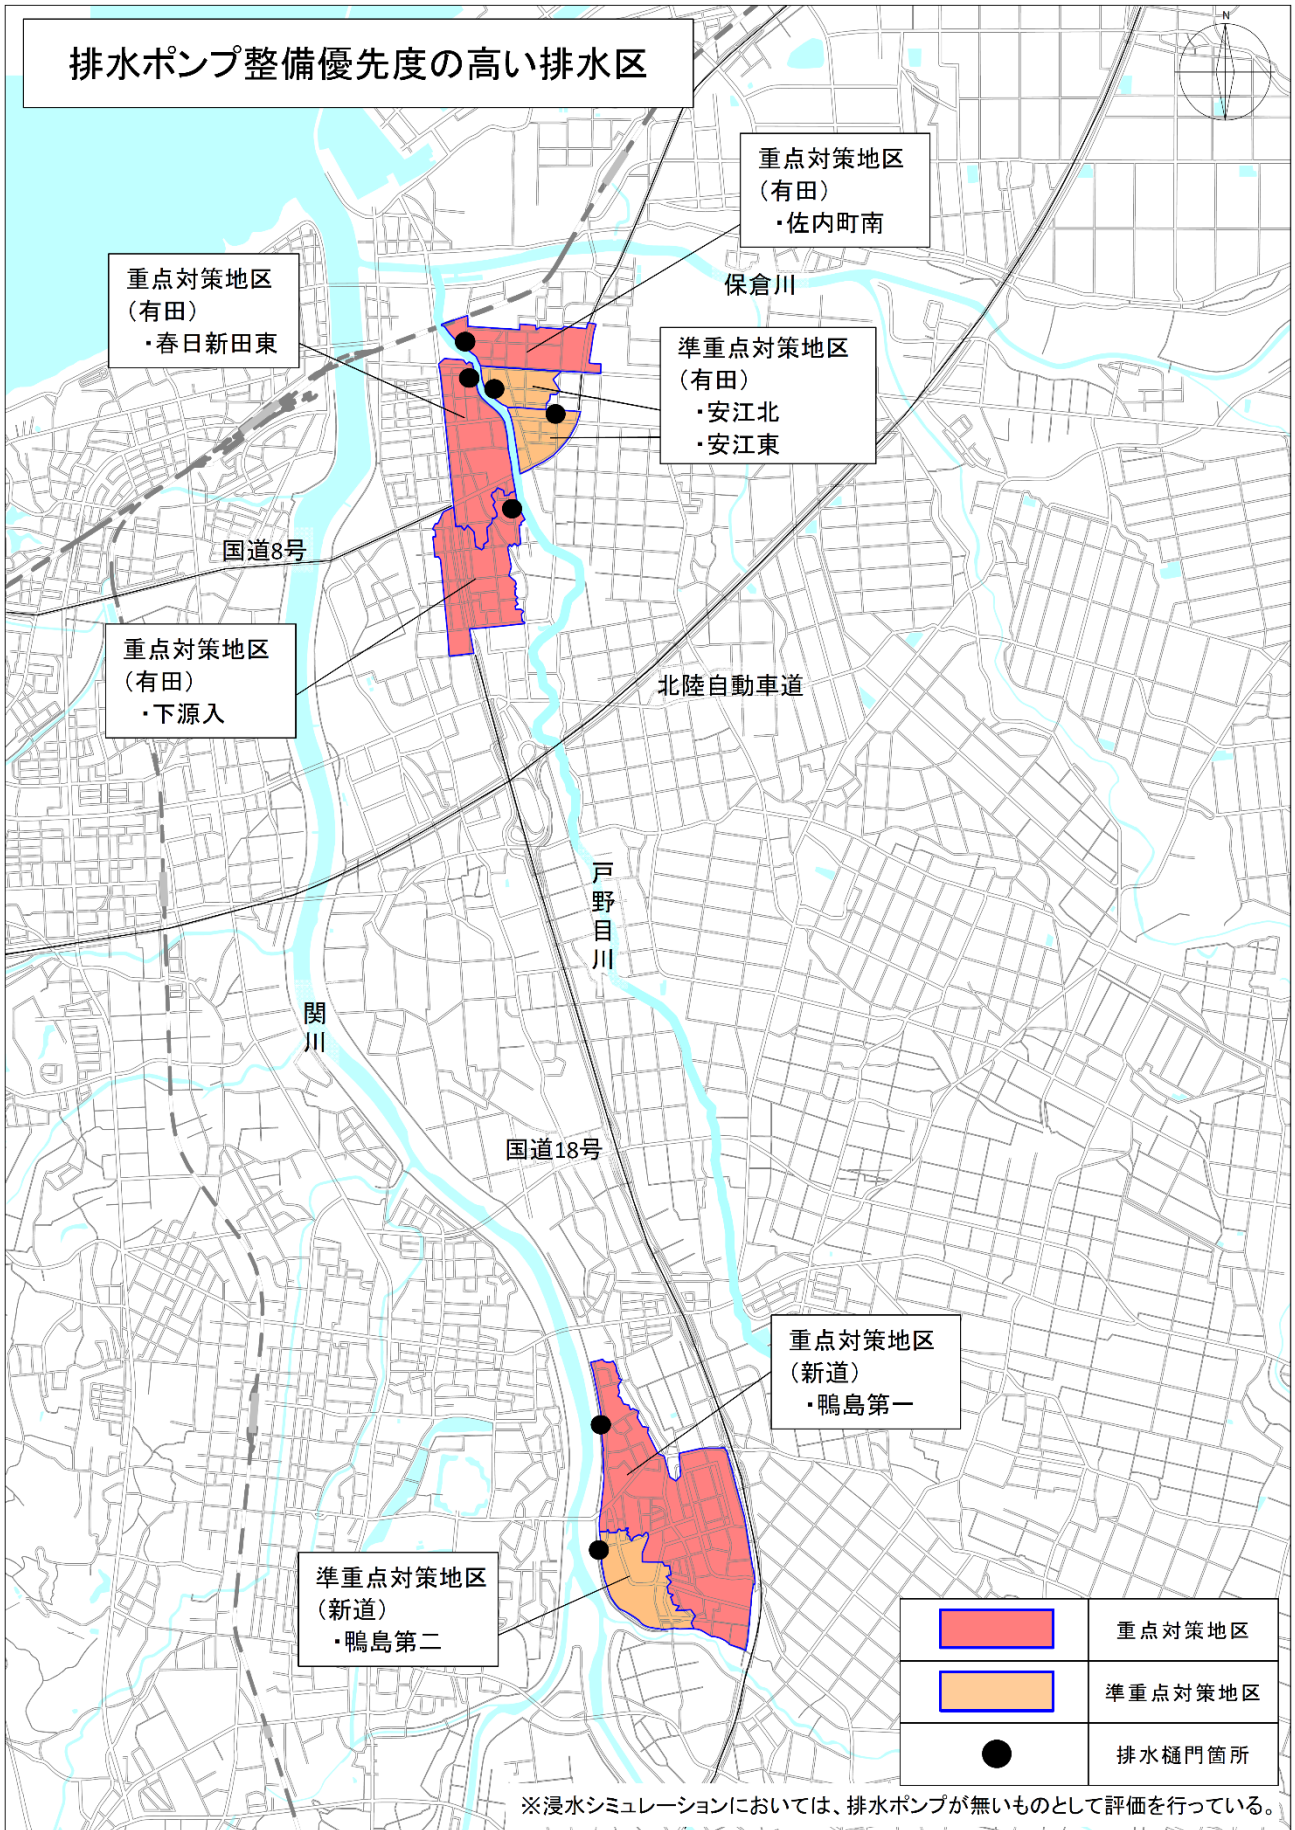 排水ポンプ整備優先度の高い排水区
N
重点対策地区
(有田)
・佐内町南
保倉川
重点対策地区
(有田)
・春日新田東
準重点対策地区
(有田)
・安江北
・安江東
国道8号
重点対策地区
(有田)
・下源入
北陸自動車道
戸野目川
関川
国道18号
重点対策地区
(新道)
・鴨島第一
準重点対策地区
(新道)
・鴨島第二
重点対策地区
準重点対策地区
排水樋門箇所
※浸水シミュレーションにおいては、排水ポンプが無いものとして評価を行っている。